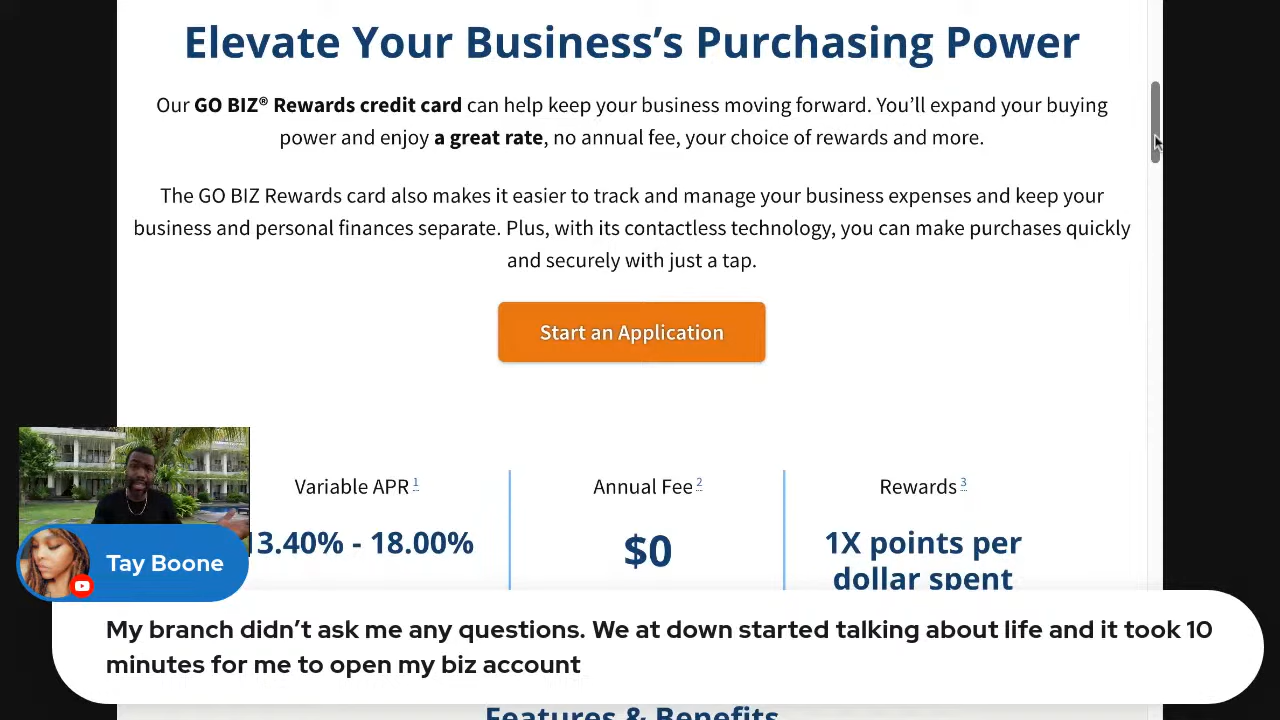 Elevate Your Business’s Purchasing Power
Our GO BIZ® Rewards credit card can help keep your business moving forward. You’ll expand your buying
power and enjoy a great rate, no annual fee, your choice of rewards and more.
The GO BIZ Rewards card also makes it easier to track and manage your business expenses and keep your
business and personal finances separate. Plus, with its contactless technology, you can make purchases quickly
and securely with just a tap.
Start an Application
Variable APR 1
3.40% - 18.00%
Annual Fee 2
$0
Rewards 3
1X points per
dollar spent
Tay Boone
My branch didn’t ask me any questions. We at down started talking about life and it took 10
minutes for me to open my biz account
Features & Benefits